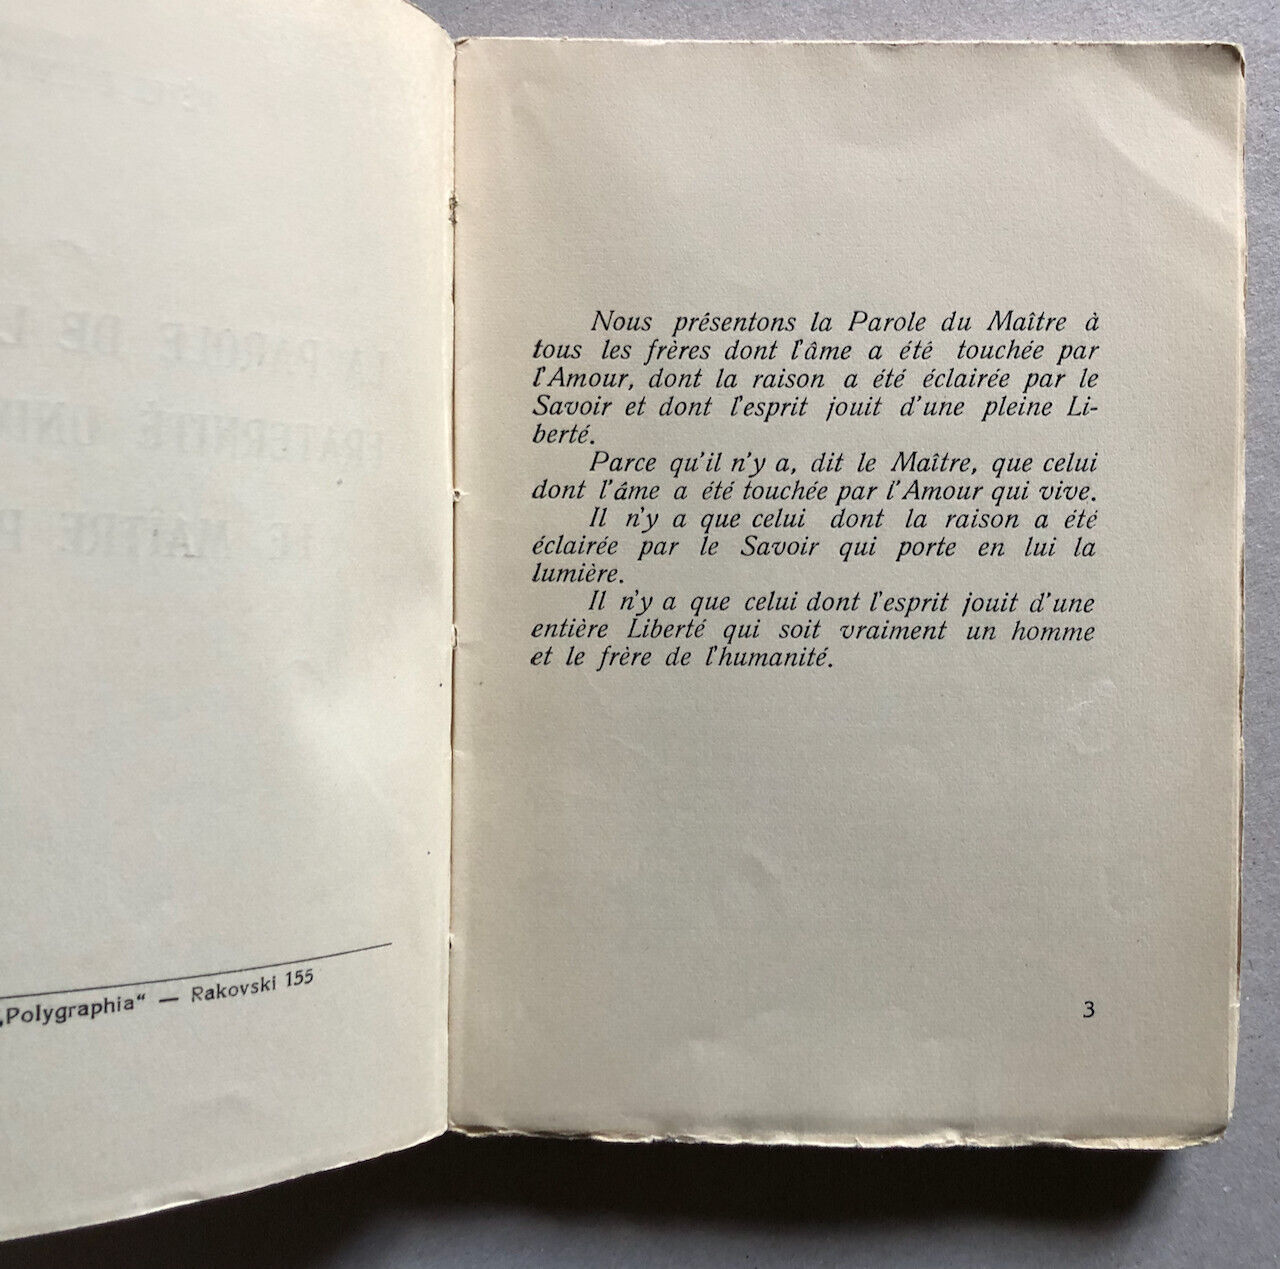 „Polygraphia“ — Rakovski 155
Nous présentons la Parole du Maître à
tous les frères dont l'âme a été touchée par
l'Amour, dont la raison a été éclairée par le
Savoir et dont l'esprit jouit d'une pleine Li-
berté.
Parce qu'il n'y a, dit le Maître, que celui
dont l'âme a été touchée par l'Amour qui vive.
Il n'y a que celui dont la raison a été
éclairée par le Savoir qui porte en lui la
lumière.
Il n'y a que celui dont l'esprit jouit d'une
entière Liberté qui soit vraiment un homme
et le frère de l'humanité.
3